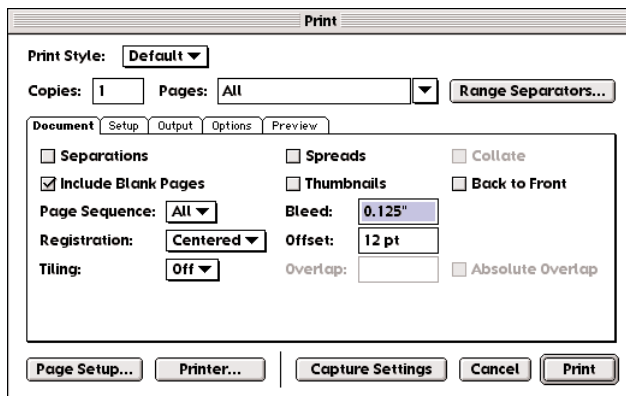 Print
Print Style: Default
Copies: 1 Pages: All Range Separators...
Document Setup Output Options Preview
Separations Spreads Collate
Include Blank Pages Thumbnails Back to Front
Page Sequence: All Bleed: 0.125"
Registration: Centered Offset: 12 pt
Tiling: Off Overlap: Absolute Overlap
Page Setup... Printer... Capture Settings Cancel Print